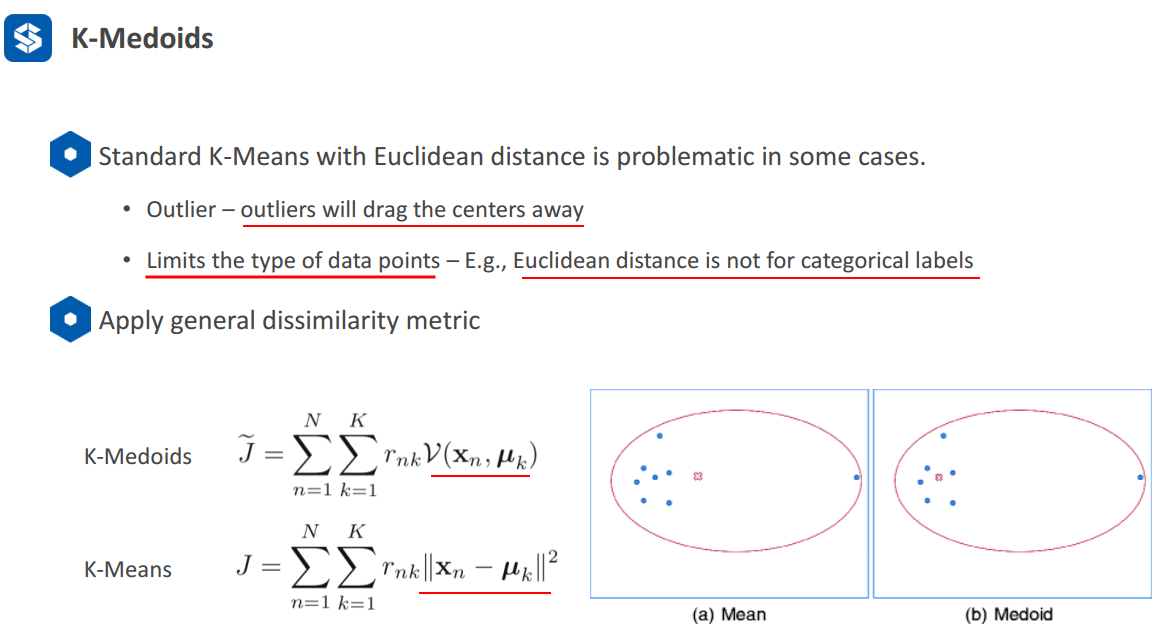 K-Medoids
Standard K-Means with Euclidean distance is problematic in some cases.
• Outlier – outliers will drag the centers away
• Limits the type of data points – E.g., Euclidean distance is not for categorical labels
Apply general dissimilarity metric
K-Medoids $\widetilde{J} = \sum_{n=1}^{N} \sum_{k=1}^{K} r_{nk} \mathcal{V}(\mathbf{x}_n, \boldsymbol{\mu}_k)$
K-Means $J = \sum_{n=1}^{N} \sum_{k=1}^{K} r_{nk} \|\mathbf{x}_n - \boldsymbol{\mu}_k\|^2$
(a) Mean
(b) Medoid